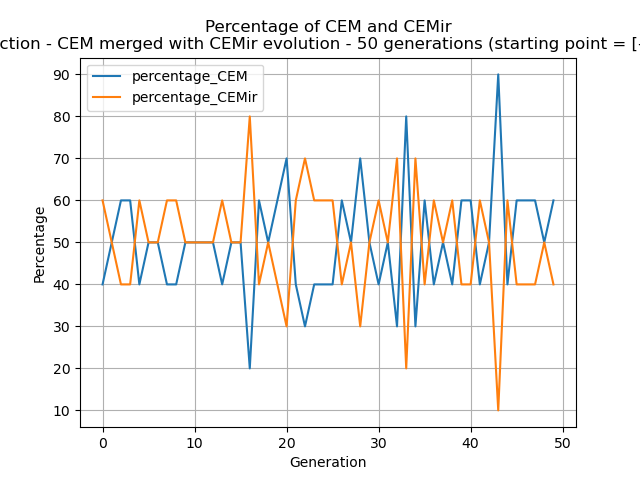 Percentage of CEM and CEMir
ction - CEM merged with CEMir evolution - 50 generations (starting point = [-
percentage_CEM
percentage_CEMir
90
80
70
60
50
40
30
20
10
Percentage
0 10 20 30 40 50
Generation